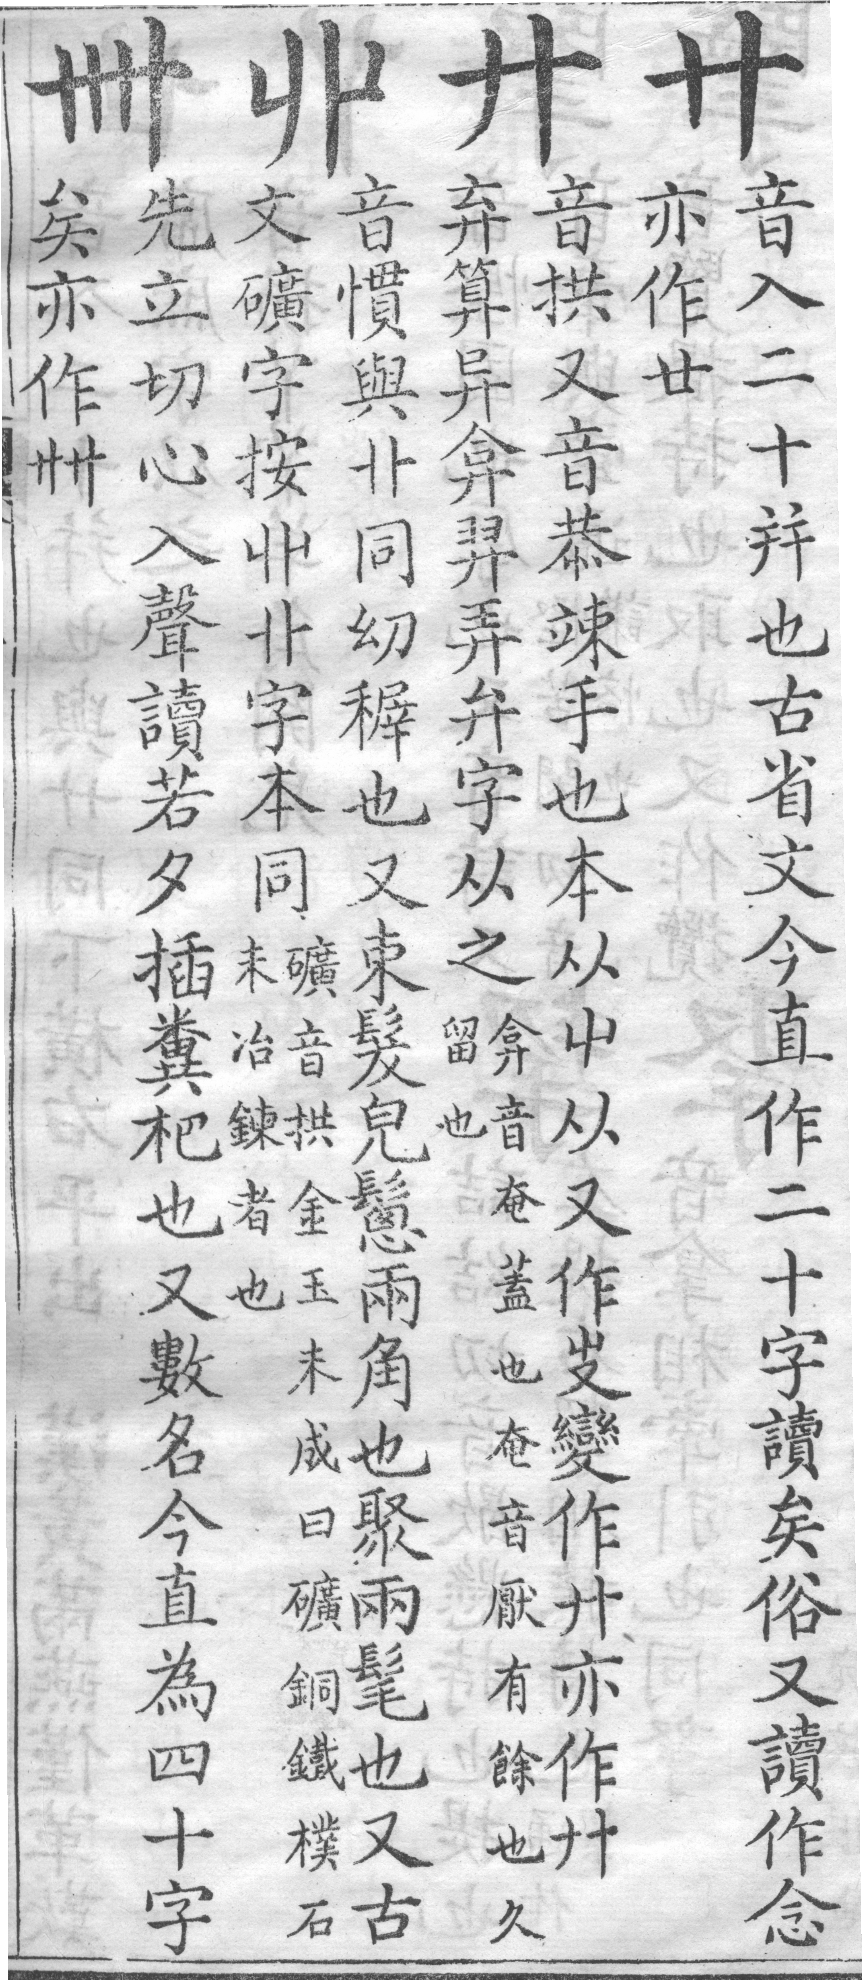 廾 音入二十幷也古省文今直作二十字讀矣俗又讀作念
亦作廿
廾 音拱又音恭竦手也本从屮从又作㞢變作廾亦作廾
弃算异弇羿弄弁字从之 弇音奄蓋也奄音厭有餘也久
留也
丱 音慣與卝同幼穉也又束髮皃鬆兩角也聚兩髦也又古
文礦字按丱卝字本同 礦音拱金玉未成曰礦銅鐵樸石
未冶鍊者也
卌 先立切心入聲讀若夕插糞杷也又數名今直為四十字
矣亦作卌